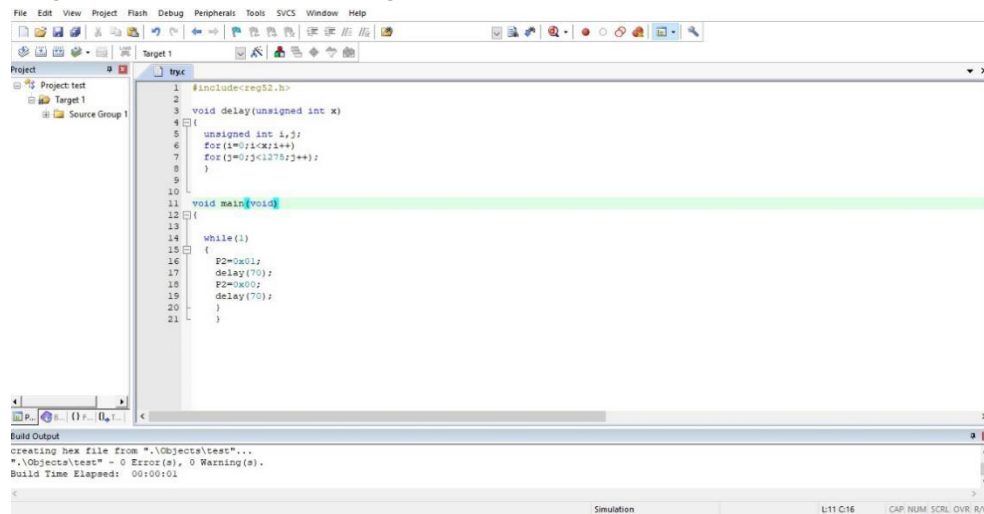 File Edit View Project Flash Debug Peripherals Tools SVCS Window Help
Target 1
Project
try.c
Project: test
Target 1
Source Group 1
1 #include<reg52.h>
2
3 void delay(unsigned int x)
4 {
5 unsigned int i,j;
6 for(i=0;i<x;i++)
7 for(j=0;j<1275;j++);
8 }
9
10
11 void main(void)
12 {
13
14 while(1)
15 {
16 P2=0x01;
17 delay(70);
18 P2=0x00;
19 delay(70);
20 }
21 }
P... B... {} F... 0. T...
Build Output
creating hex file from ".\Objects\test"...
".\Objects\test" - 0 Error(s), 0 Warning(s).
Build Time Elapsed: 00:00:01
Simulation L:11 C:16 CAP NUM SCRL OVR R/